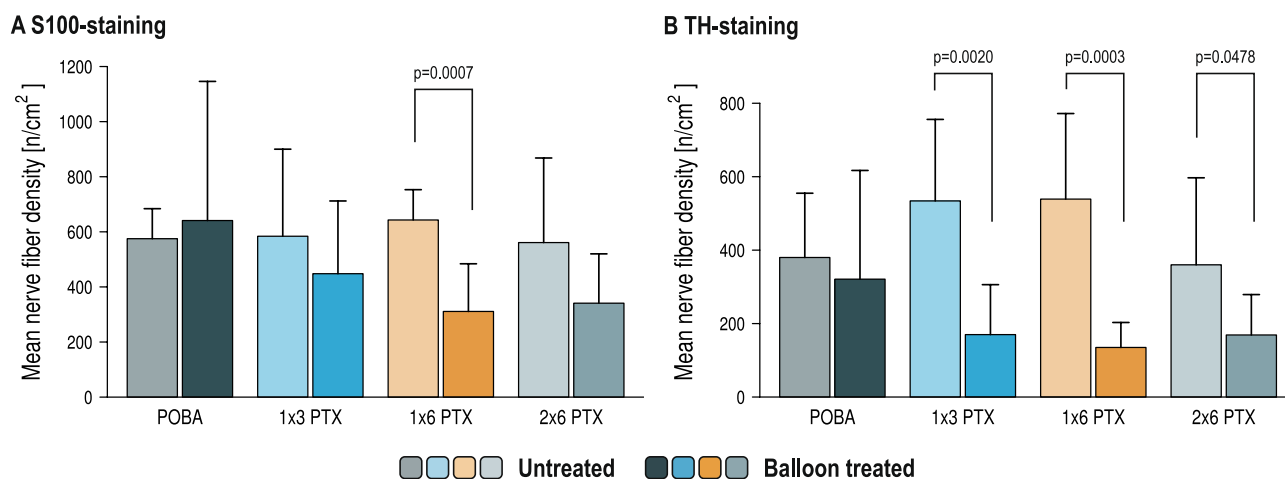 A S100-staining
Mean nerve fiber density [n/cm² ]
1200
1000
800
600
400
200
0
p=0.0007
POBA
1x3 PTX
1x6 PTX
2x6 PTX
B TH-staining
Mean nerve fiber density [n/cm² ]
800
600
400
200
0
p=0.0020
p=0.0003
p=0.0478
POBA
1x3 PTX
1x6 PTX
2x6 PTX
Untreated
Balloon treated